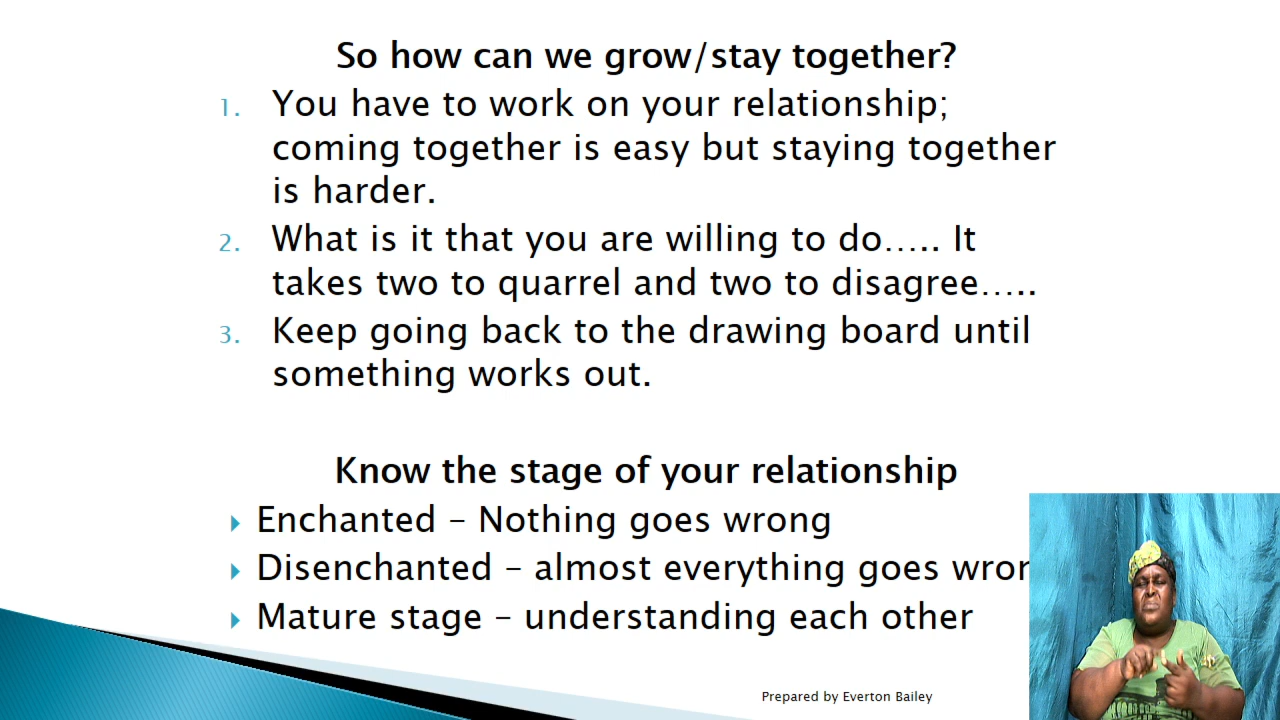 So how can we grow/stay together?
1. You have to work on your relationship;
coming together is easy but staying together
is harder.
2. What is it that you are willing to do….. It
takes two to quarrel and two to disagree…..
3. Keep going back to the drawing board until
something works out.
Know the stage of your relationship
Enchanted – Nothing goes wrong
Disenchanted – almost everything goes wron
Mature stage – understanding each other
Prepared by Everton Bailey